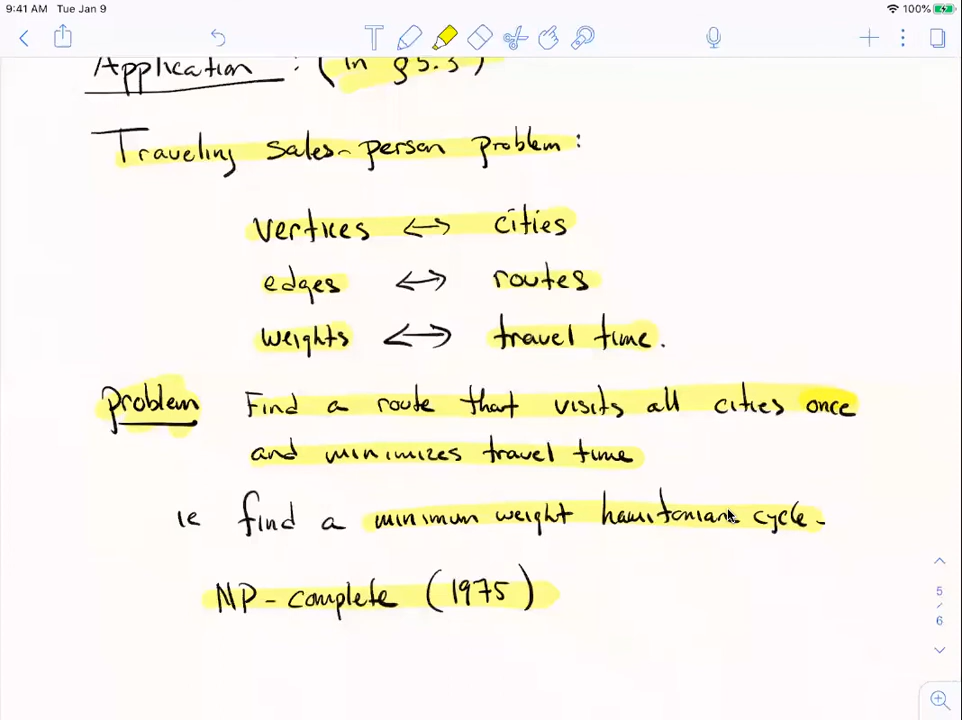 9:41 AM Tue Jan 9
100%
Application : (in §5.3)
Traveling sales-person problem :
vertices ↔ cities
edges ↔ routes
weights ↔ travel time.
Problem Find a route that visits all cities once
and minimizes travel time
ie find a minimum weight hamitonian cycle.
NP-complete (1975)
5
/
6